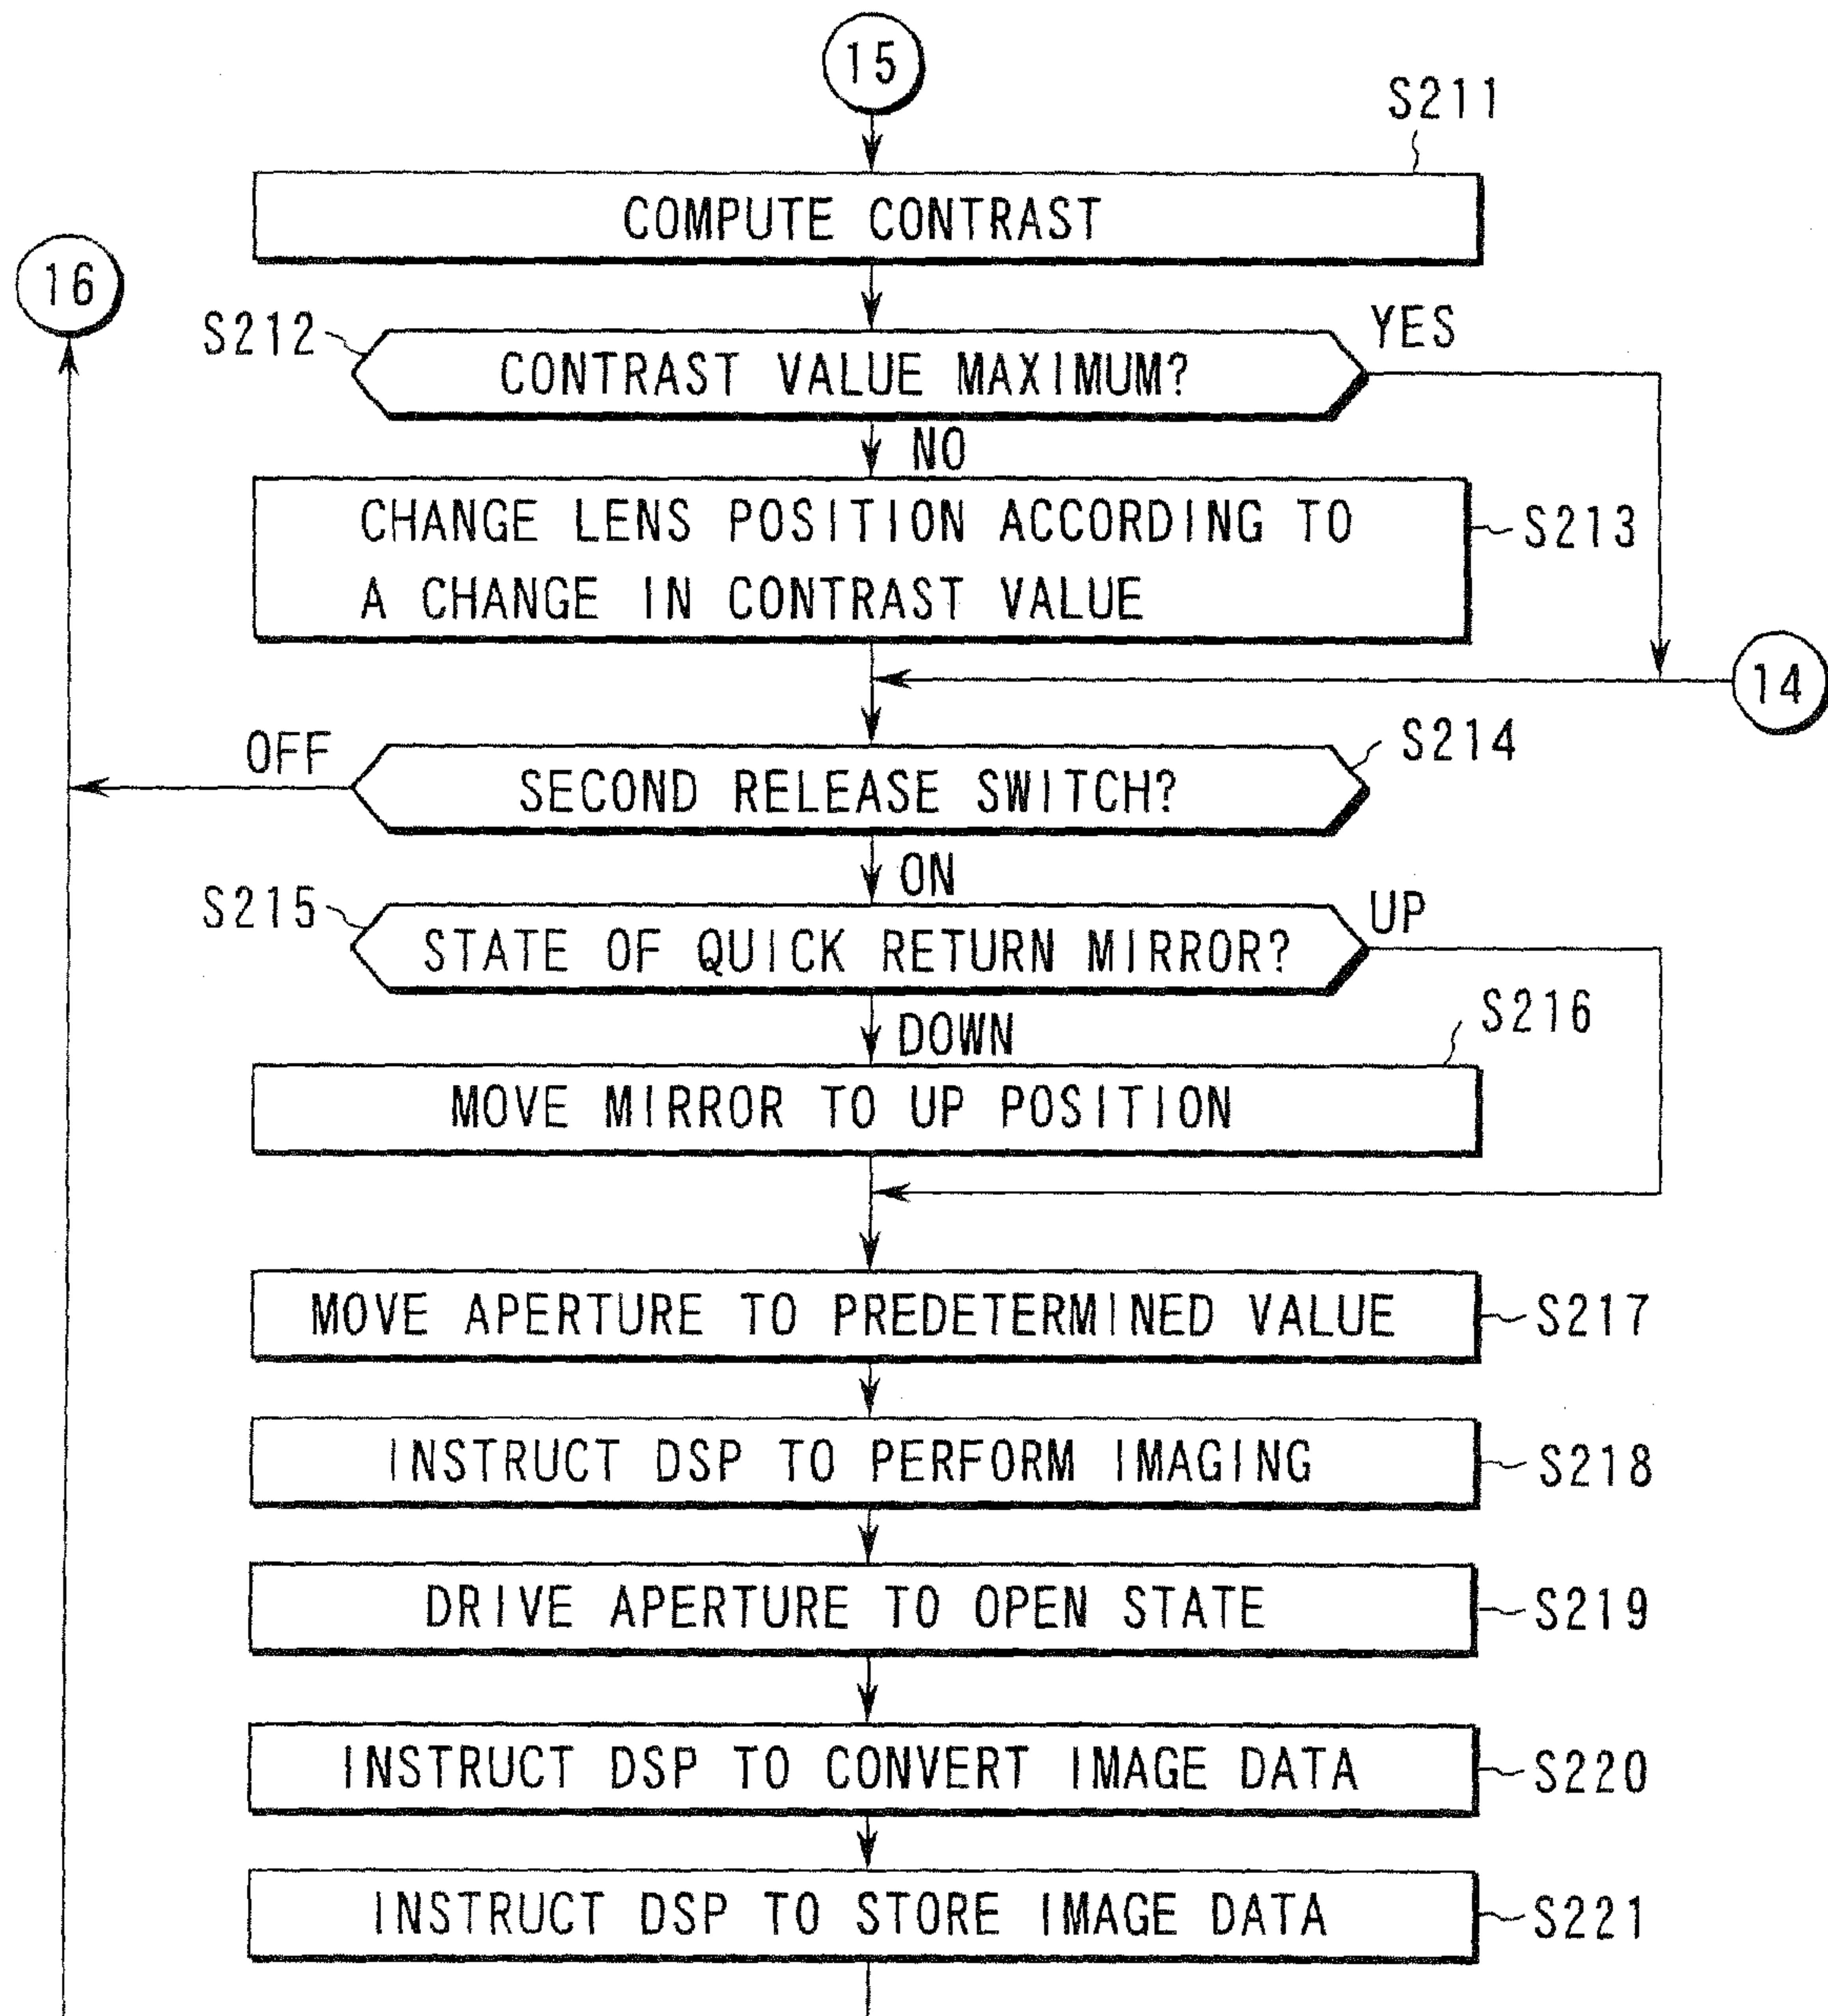 15
S211
COMPUTE CONTRAST
16
S212
CONTRAST VALUE MAXIMUM?
YES
NO
CHANGE LENS POSITION ACCORDING TO
A CHANGE IN CONTRAST VALUE
S213
14
OFF
SECOND RELEASE SWITCH?
S214
ON
S215
STATE OF QUICK RETURN MIRROR?
UP
DOWN
S216
MOVE MIRROR TO UP POSITION
MOVE APERTURE TO PREDETERMINED VALUE
S217
INSTRUCT DSP TO PERFORM IMAGING
S218
DRIVE APERTURE TO OPEN STATE
S219
INSTRUCT DSP TO CONVERT IMAGE DATA
S220
INSTRUCT DSP TO STORE IMAGE DATA
S221